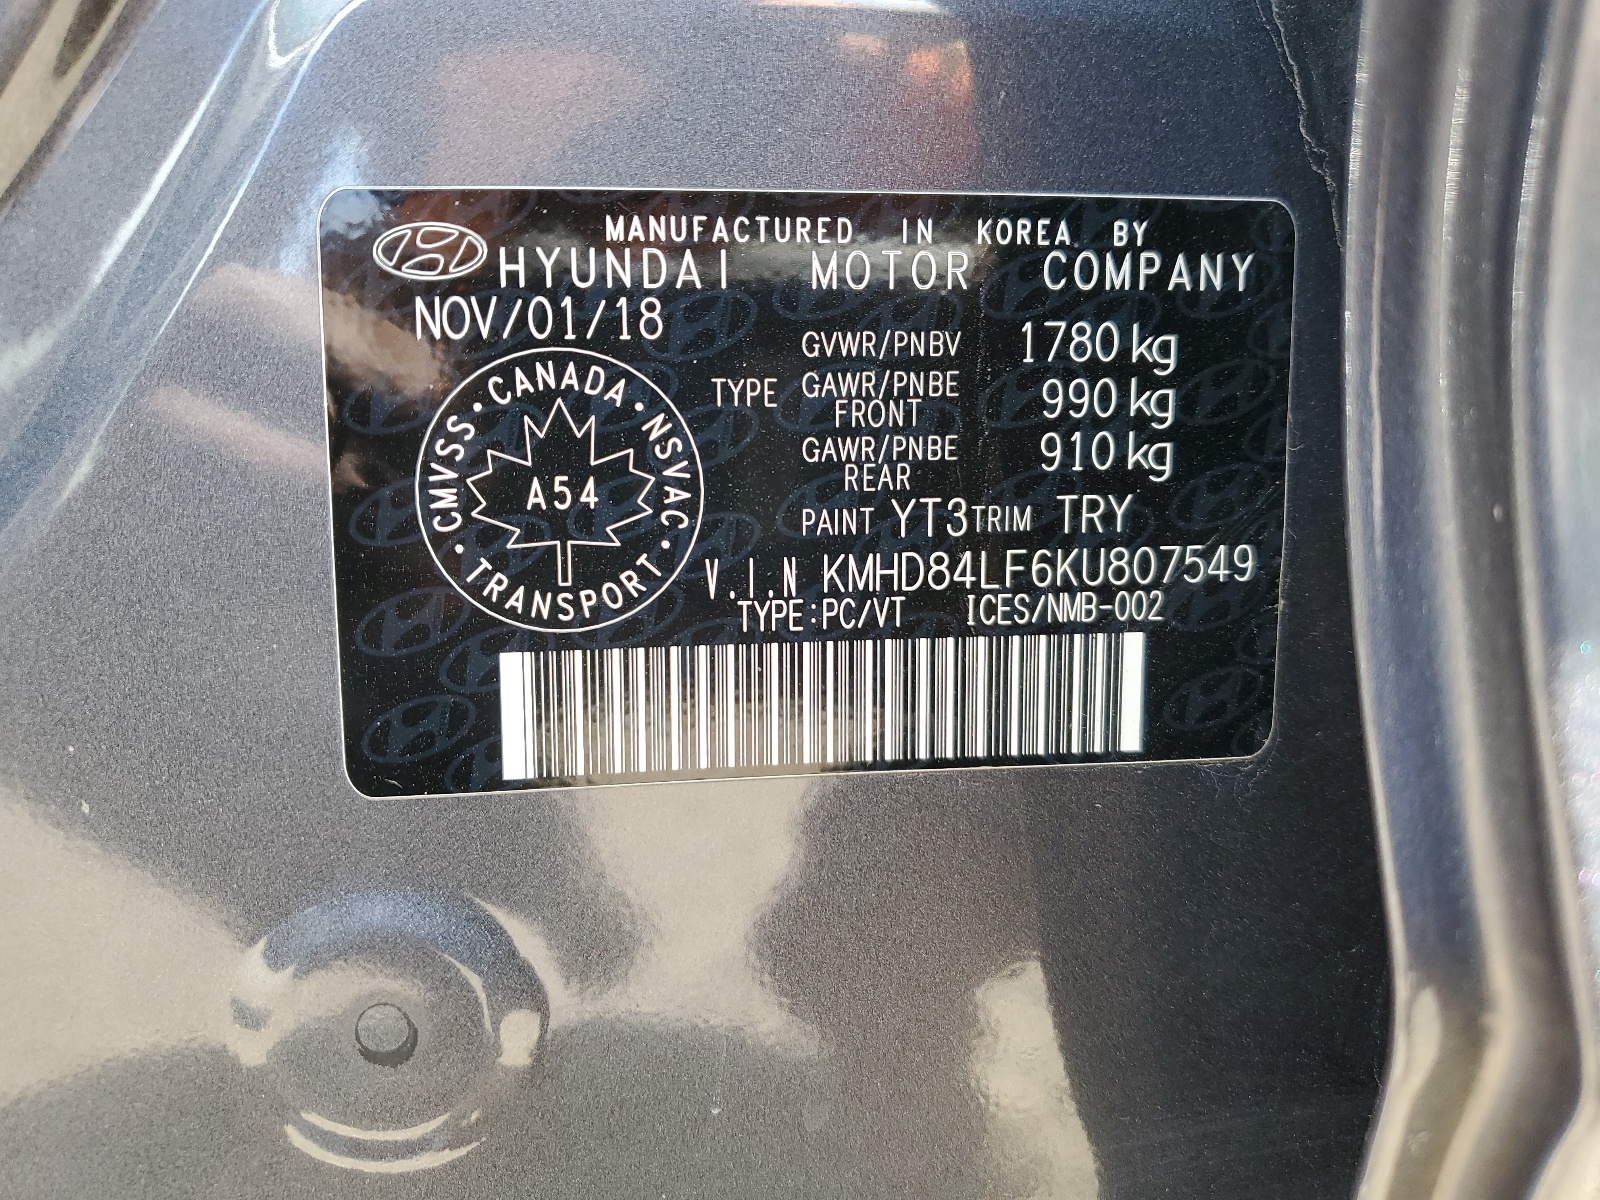 MANUFACTURED IN KOREA BY
HYUNDAI MOTOR COMPANY
NOV/01/18
GVWR/PNBV 1780 kg
TYPE GAWR/PNBE FRONT 990 kg
GAWR/PNBE REAR 910 kg
PAINT YT3 TRIM TRY
V.I.N KMHD84LF6KU807549
TYPE:PC/VT ICES/NMB-002
CANADA · NSVAC · TRANSPORT · CMVSS ·
A54